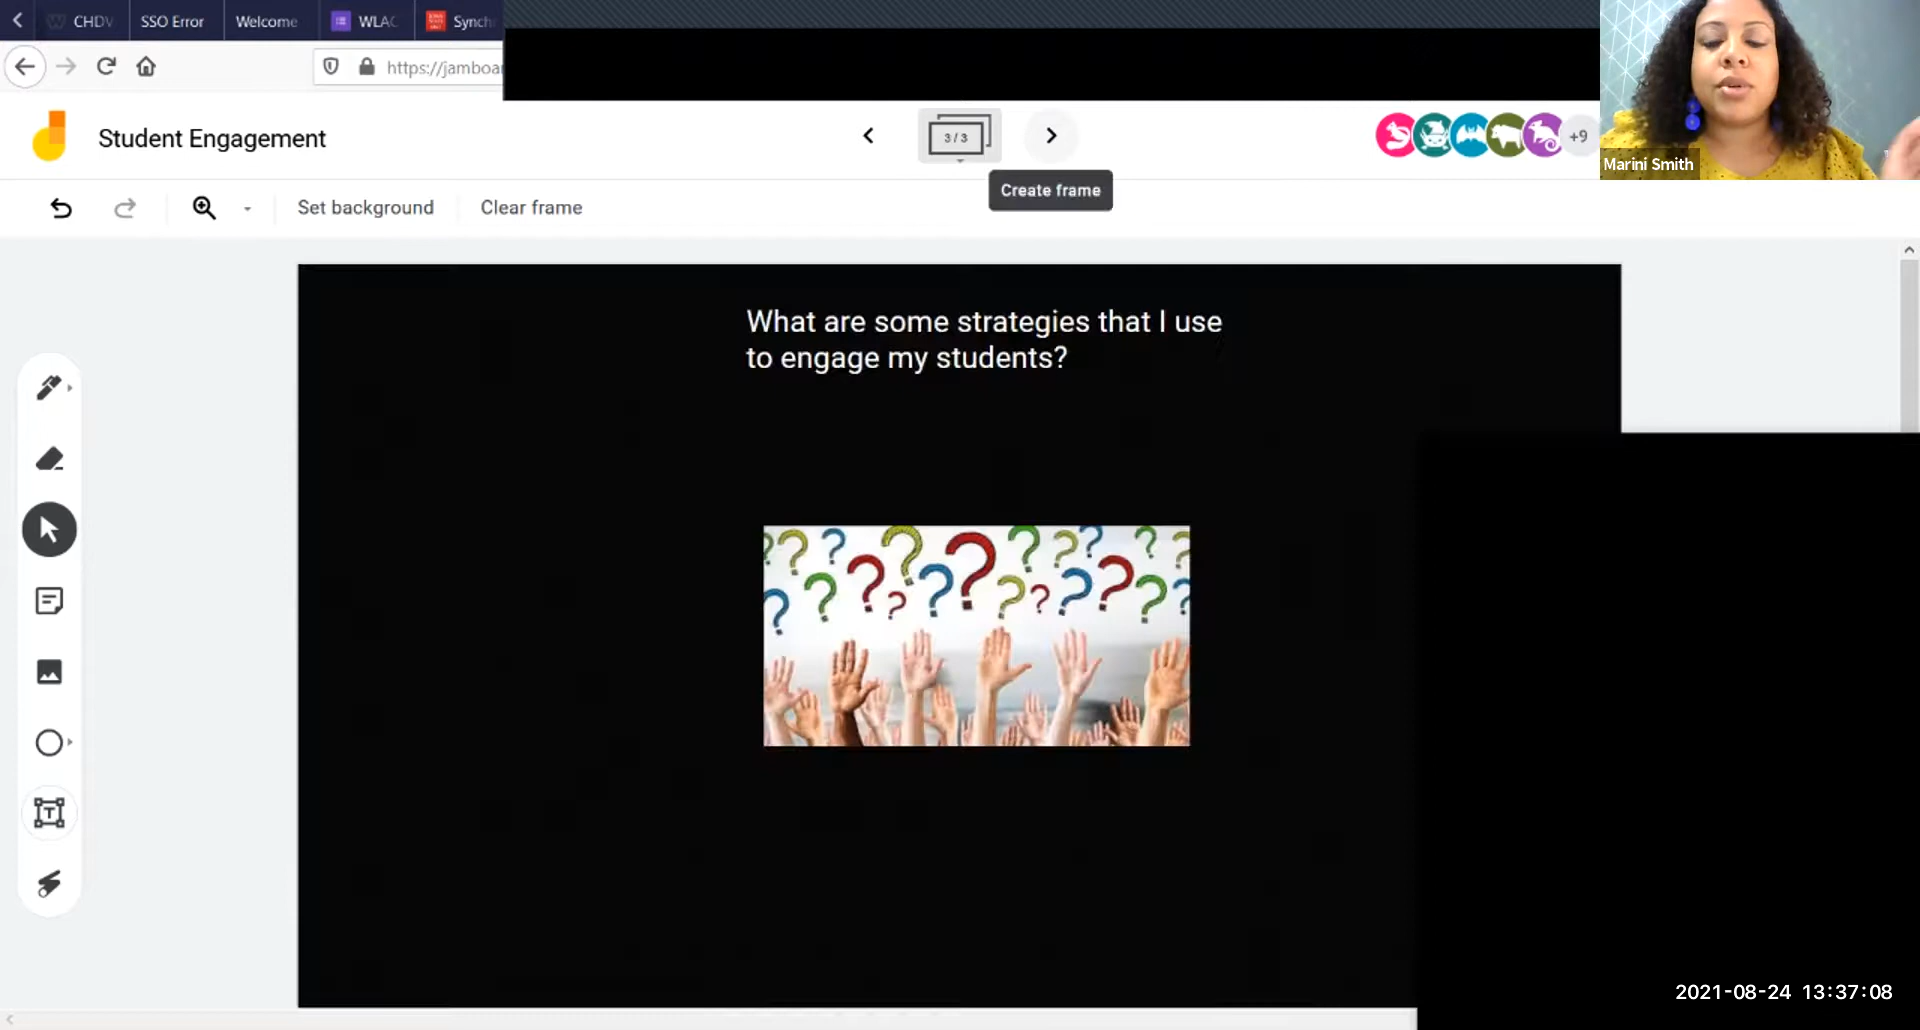 CHDV
SSO Error
Welcome
WLAC
Synch
https://jamboar
Student Engagement
3 / 3
+9
Marini Smith
Create frame
Set background
Clear frame
What are some strategies that I use
to engage my students?
? ? ? ? ? ? ? ? ? ? ? ? ? ? ? ? ? ? ? ?
T
2021-08-24 13:37:08